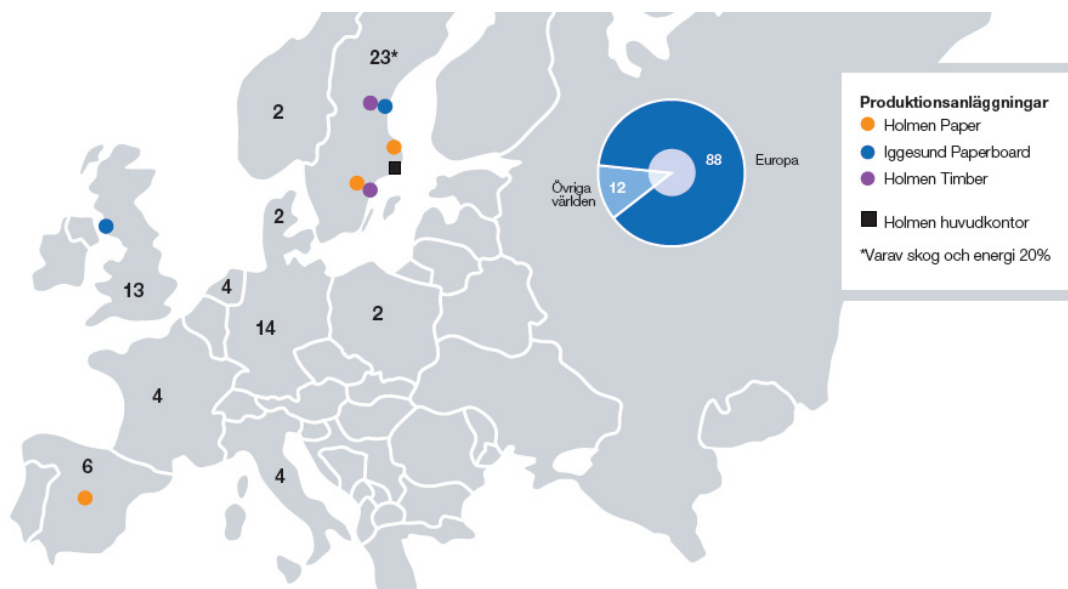 23*
2
2
13
4
14
2
4
6
4
88
Europa
Övriga
världen
12
Produktionsanläggningar
Holmen Paper
Iggesund Paperboard
Holmen Timber
Holmen huvudkontor
*Varav skog och energi 20%